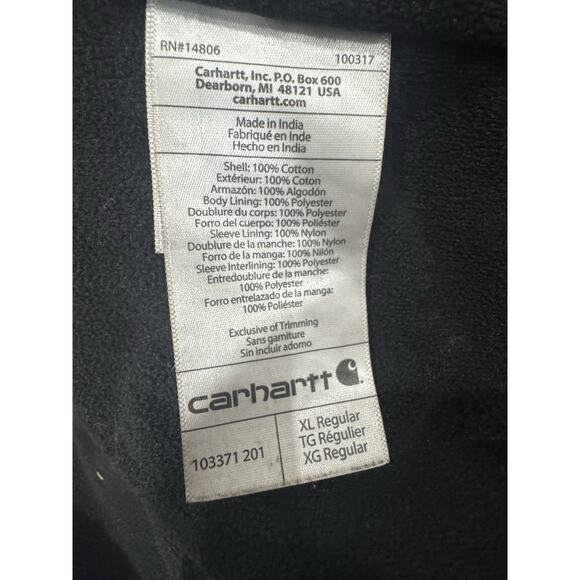 RN#14806 100317
Carhartt, Inc. P.O. Box 600
Dearborn, MI 48121 USA
carhartt.com
Made in India
Fabriqué en Inde
Hecho en India
Shell: 100% Cotton
Extérieur: 100% Coton
Armazón: 100% Algodón
Body Lining: 100% Polyester
Doublure du corps: 100% Polyester
Forro del cuerpo: 100% Poliéster
Sleeve Lining: 100% Nylon
Doublure de la manche: 100% Nylon
Forro de la manga: 100% Nilón
Sleeve Interlining: 100% Polyester
Entredoublure de la manche:
100% Polyester
Forro entrelazado de la manga:
100% Poliéster
Exclusive of Trimming
Sans garniture
Sin incluir adorno
carhartt
103371 201
XL Regular
TG Régulier
XG Regular